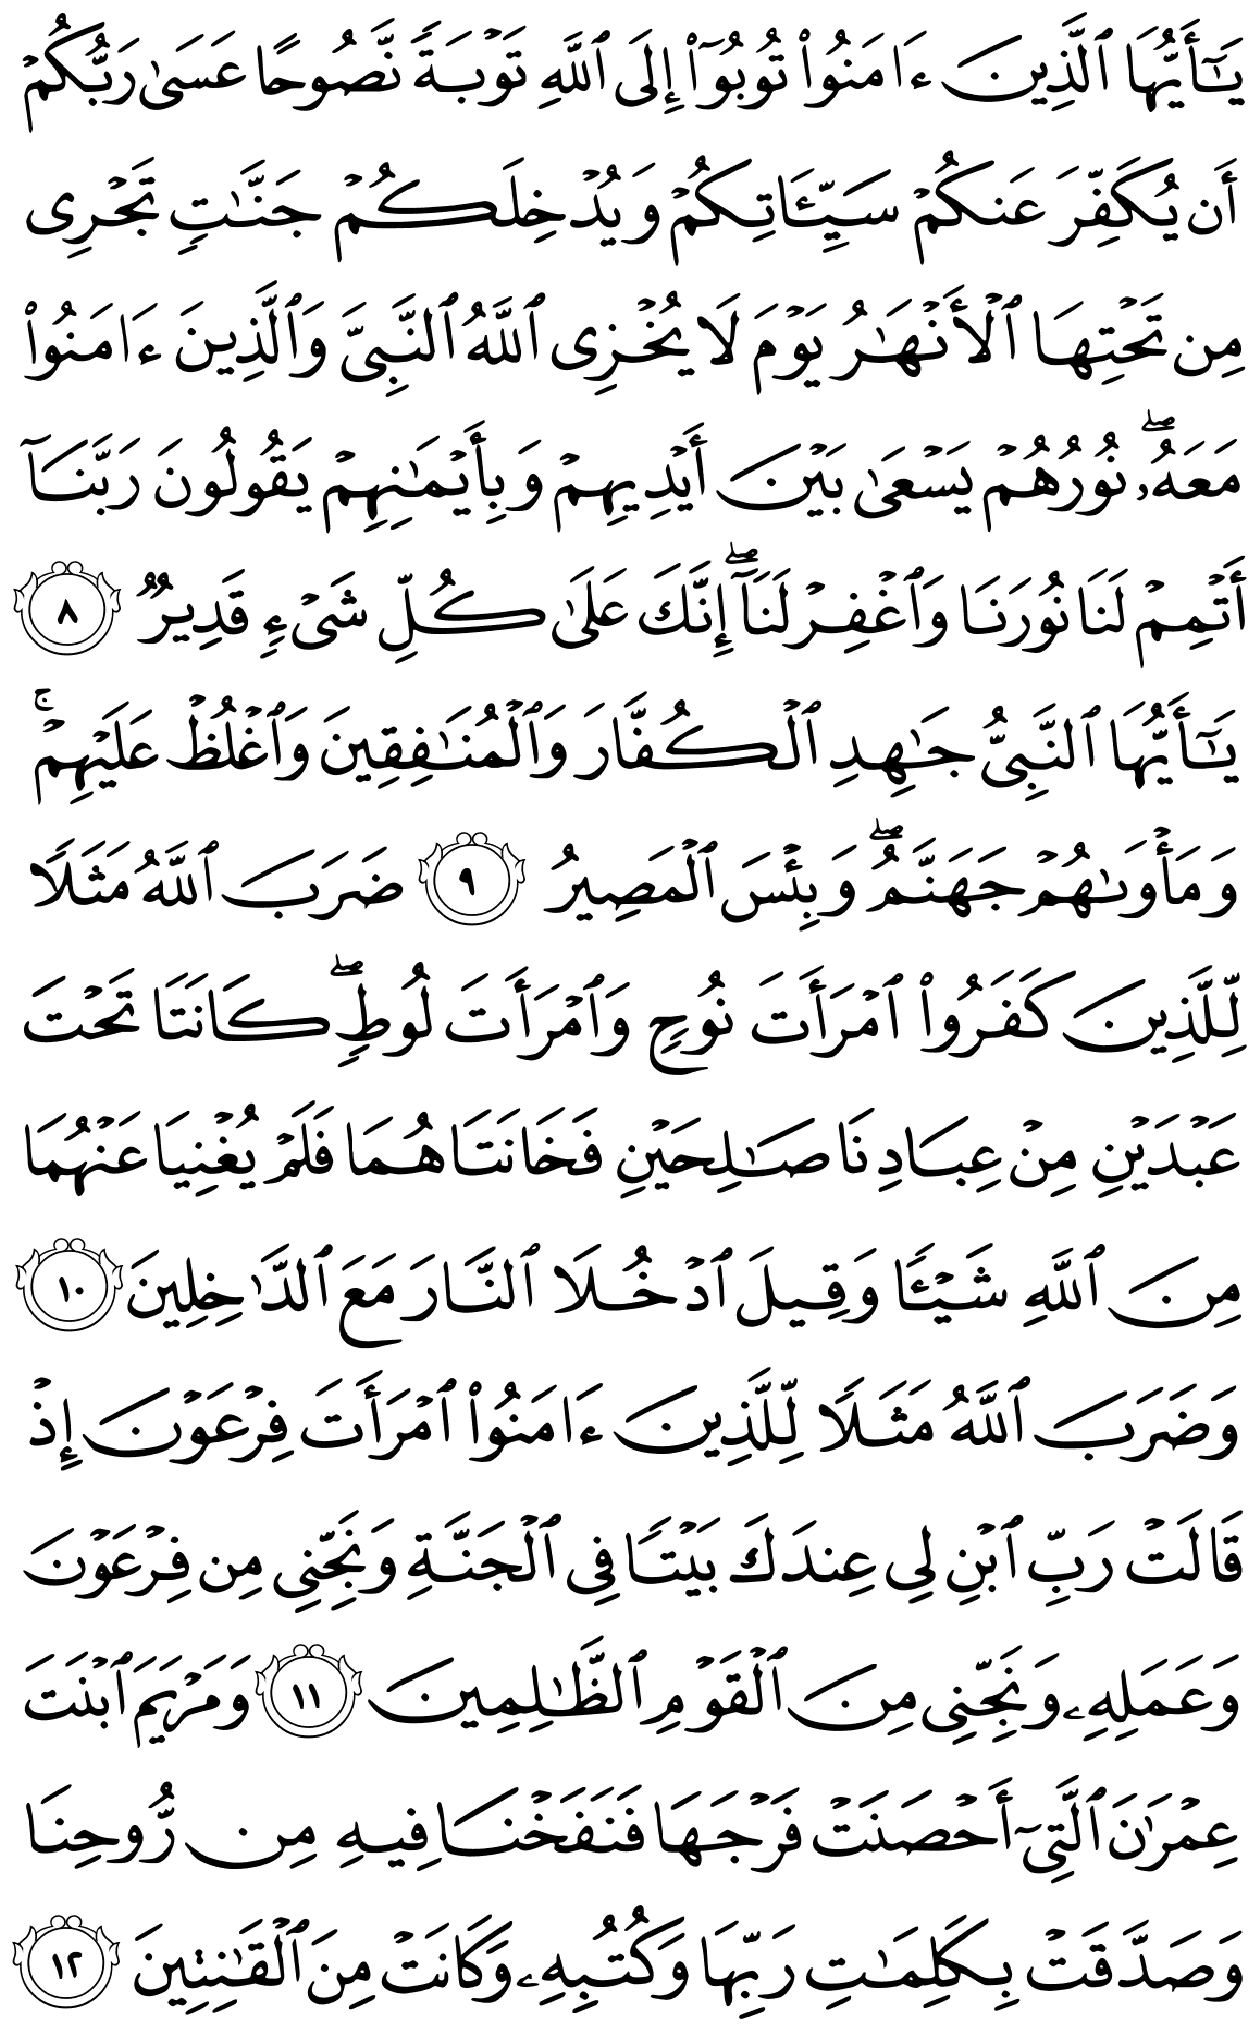 يَـٰٓأَيُّهَا ٱلَّذِينَ ءَامَنُوا۟ تُوبُوٓا۟ إِلَى ٱللَّهِ تَوْبَةً نَّصُوحًا عَسَىٰ رَبُّكُمْ
أَن يُكَفِّرَ عَنكُمْ سَيِّـَٔاتِكُمْ وَيُدْخِلَكُمْ جَنَّـٰتٍ تَجْرِى
مِن تَحْتِهَا ٱلْأَنْهَـٰرُ يَوْمَ لَا يُخْزِى ٱللَّهُ ٱلنَّبِىَّ وَٱلَّذِينَ ءَامَنُوا۟
مَعَهُۥ ۖ نُورُهُمْ يَسْعَىٰ بَيْنَ أَيْدِيهِمْ وَبِأَيْمَـٰنِهِمْ يَقُولُونَ رَبَّنَآ
أَتْمِمْ لَنَا نُورَنَا وَٱغْفِرْ لَنَآ ۖ إِنَّكَ عَلَىٰ كُلِّ شَىْءٍ قَدِيرٌ ٨
يَـٰٓأَيُّهَا ٱلنَّبِىُّ جَـٰهِدِ ٱلْكُفَّارَ وَٱلْمُنَـٰفِقِينَ وَٱغْلُظْ عَلَيْهِمْ ۚ
وَمَأْوَىٰهُمْ جَهَنَّمُ ۖ وَبِئْسَ ٱلْمَصِيرُ ٩ ضَرَبَ ٱللَّهُ مَثَلًا
لِّلَّذِينَ كَفَرُوا۟ ٱمْرَأَتَ نُوحٍ وَٱمْرَأَتَ لُوطٍ ۖ كَانَتَا تَحْتَ
عَبْدَيْنِ مِنْ عِبَادِنَا صَـٰلِحَيْنِ فَخَانَتَاهُمَا فَلَمْ يُغْنِيَا عَنْهُمَا
مِنَ ٱللَّهِ شَيْـًٔا وَقِيلَ ٱدْخُلَا ٱلنَّارَ مَعَ ٱلدَّٰخِلِينَ ١٠
وَضَرَبَ ٱللَّهُ مَثَلًا لِّلَّذِينَ ءَامَنُوا۟ ٱمْرَأَتَ فِرْعَوْنَ إِذْ
قَالَتْ رَبِّ ٱبْنِ لِى عِندَكَ بَيْتًا فِى ٱلْجَنَّةِ وَنَجِّنِى مِن فِرْعَوْنَ
وَعَمَلِهِۦ وَنَجِّنِى مِنَ ٱلْقَوْمِ ٱلظَّـٰلِمِينَ ١١ وَمَرْيَمَ ٱبْنَتَ
عِمْرَٰنَ ٱلَّتِىٓ أَحْصَنَتْ فَرْجَهَا فَنَفَخْنَا فِيهِ مِن رُّوحِنَا
وَصَدَّقَتْ بِكَلِمَـٰتِ رَبِّهَا وَكُتُبِهِۦ وَكَانَتْ مِنَ ٱلْقَـٰنِتِينَ ١٢